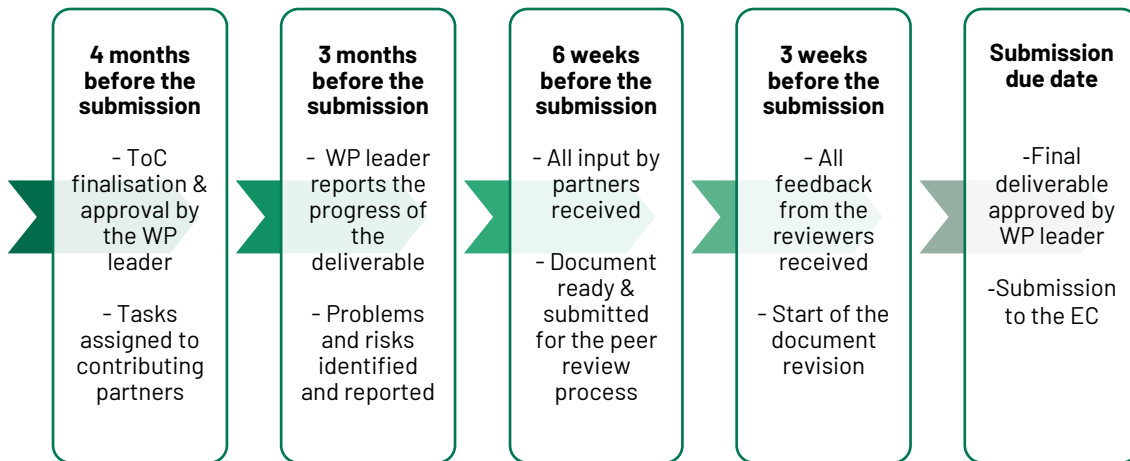 4 months
before the
submission
- ToC
finalisation &
approval by
the WP
leader
- Tasks
assigned to
contributing
partners
3 months
before the
submission
- WP leader
reports the
progress of
the
deliverable
- Problems
and risks
identified
and reported
6 weeks
before the
submission
- All input by
partners
received
- Document
ready &
submitted
for the peer
review
process
3 weeks
before the
submission
- All
feedback
from the
reviewers
received
- Start of the
document
revision
Submission
due date
-Final
deliverable
approved by
WP leader
-Submission
to the EC